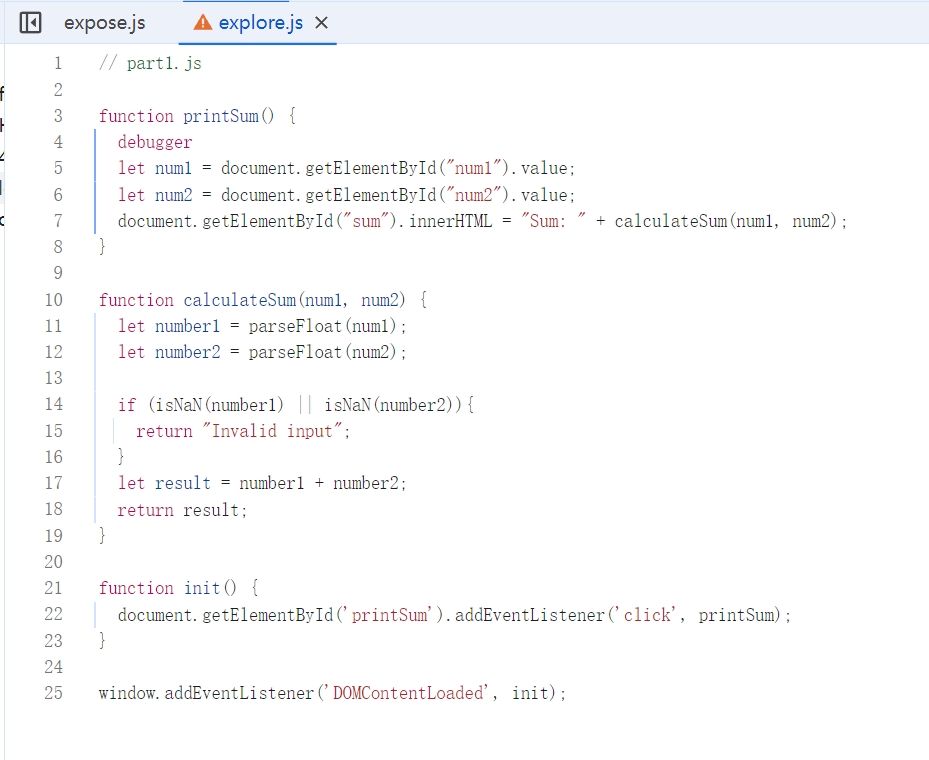 expose.js explore.js
1 // part1.js
2
3 function printSum() {
4 debugger
5 let num1 = document.getElementById("num1").value;
6 let num2 = document.getElementById("num2").value;
7 document.getElementById("sum").innerHTML = "Sum: " + calculateSum(num1, num2);
8 }
9
10 function calculateSum(num1, num2) {
11 let number1 = parseFloat(num1);
12 let number2 = parseFloat(num2);
13
14 if (isNaN(number1) || isNaN(number2)){
15 return "Invalid input";
16 }
17 let result = number1 + number2;
18 return result;
19 }
20
21 function init() {
22 document.getElementById('printSum').addEventListener('click', printSum);
23 }
24
25 window.addEventListener('DOMContentLoaded', init);